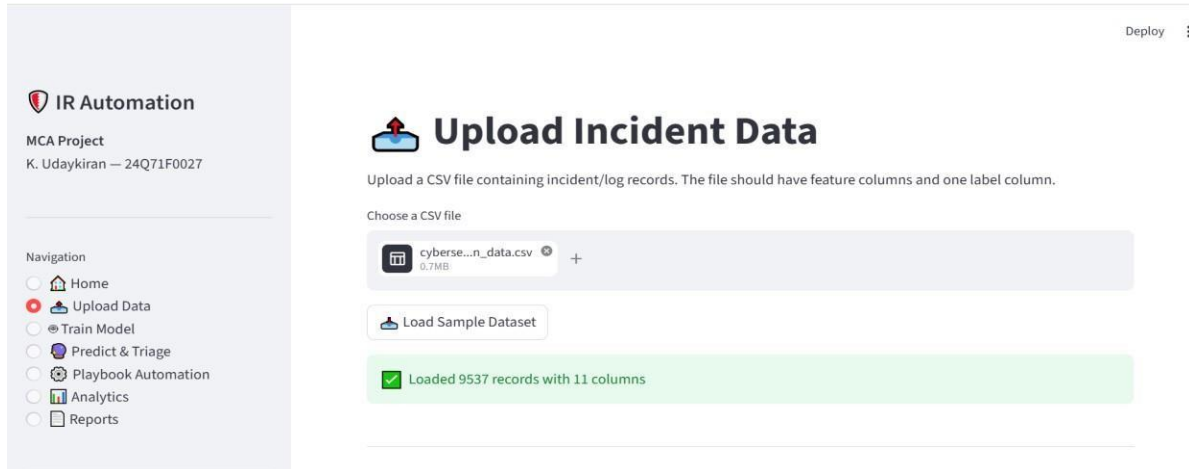 Deploy
IR Automation
MCA Project
K. Udaykiran — 24Q71F0027
Navigation
Home
Upload Data
Train Model
Predict & Triage
Playbook Automation
Analytics
Reports
Upload Incident Data
Upload a CSV file containing incident/log records. The file should have feature columns and one label column.
Choose a CSV file
cyberse...n_data.csv
0.7MB
Load Sample Dataset
Loaded 9537 records with 11 columns